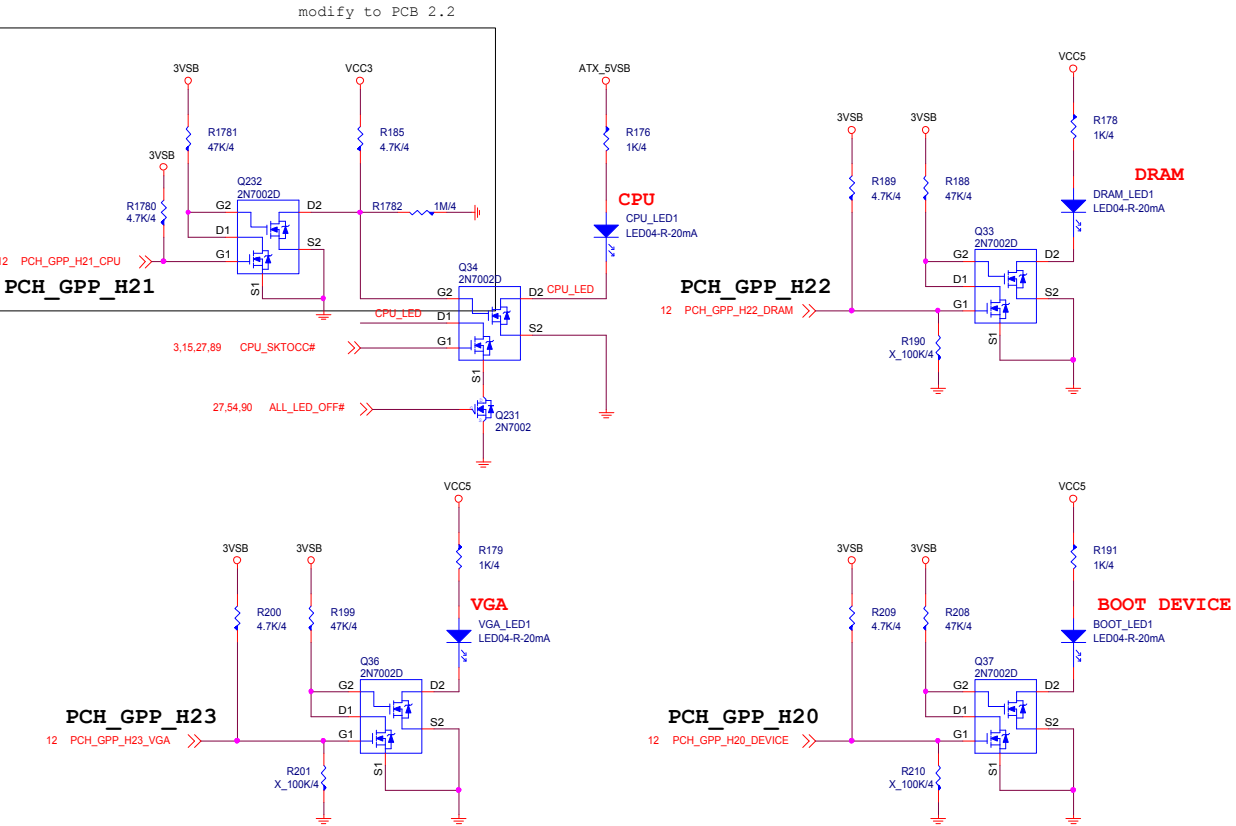 modify to PCB 2.2
3VSB
R1781
47K/4
3VSB
R1780
4.7K/4
Q232
2N7002D
G2
D1
G1
S1
D2
S2
12 PCH_GPP_H21_CPU
PCH_GPP_H21
VCC3
R185
4.7K/4
R1782
1M/4
ATX_5VSB
R176
1K/4
CPU
CPU_LED1
LED04-R-20mA
Q34
2N7002D
G2
D1
G1
S1
D2
S2
CPU_LED
CPU_LED
3,15,27,89 CPU_SKTOCC#
27,54,90 ALL_LED_OFF#
Q231
2N7002
VCC5
R178
1K/4
DRAM
DRAM_LED1
LED04-R-20mA
3VSB
R189
4.7K/4
3VSB
R188
47K/4
Q33
2N7002D
G2
D1
G1
S1
D2
S2
PCH_GPP_H22
12 PCH_GPP_H22_DRAM
R190
X_100K/4
VCC5
R179
1K/4
VGA
VGA_LED1
LED04-R-20mA
3VSB
R200
4.7K/4
3VSB
R199
47K/4
Q36
2N7002D
G2
D1
G1
S1
D2
S2
PCH_GPP_H23
12 PCH_GPP_H23_VGA
R201
X_100K/4
VCC5
R191
1K/4
BOOT DEVICE
BOOT_LED1
LED04-R-20mA
3VSB
R209
4.7K/4
3VSB
R208
47K/4
Q37
2N7002D
G2
D1
G1
S1
D2
S2
PCH_GPP_H20
12 PCH_GPP_H20_DEVICE
R210
X_100K/4